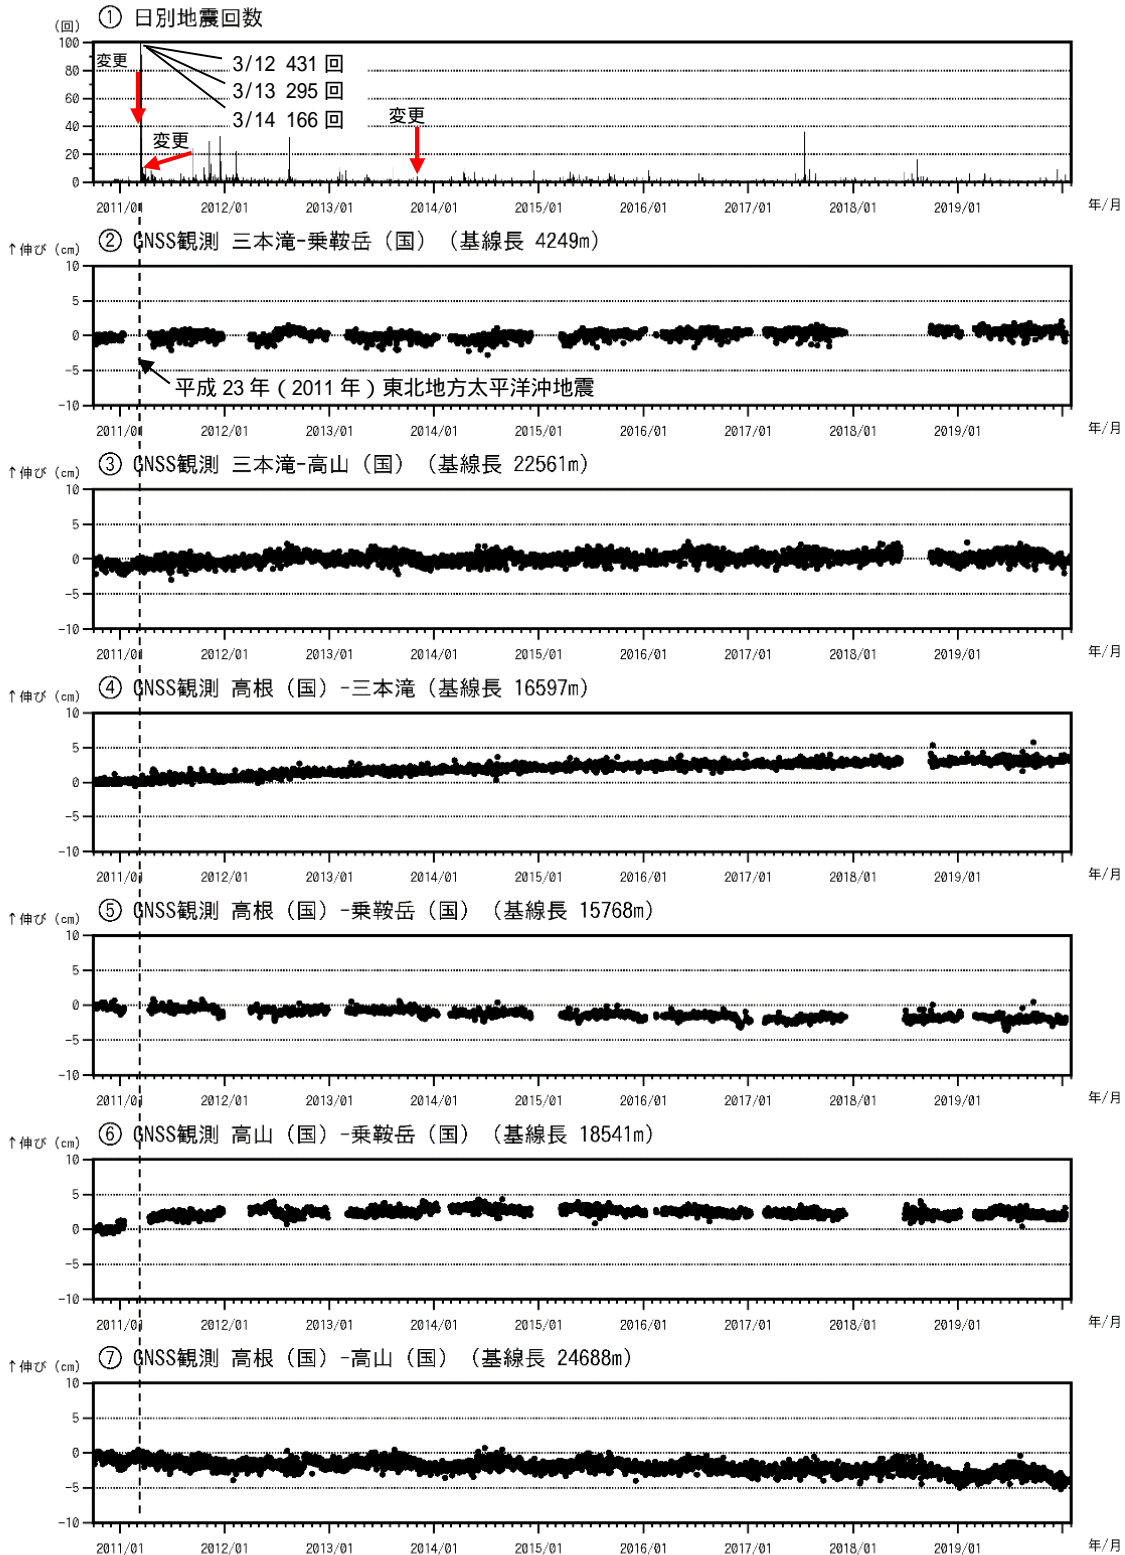 ① 日別地震回数
(回)
100
80
60
40
20
0
変更
3/12 431 回
3/13 295 回
3/14 166 回
変更
変更
2011/01 2012/01 2013/01 2014/01 2015/01 2016/01 2017/01 2018/01 2019/01 年/月
② GNSS観測 三本滝-乗鞍岳（国）（基線長 4249m）
↑伸び（cm）
10
5
0
-5
-10
平成 23 年（2011 年）東北地方太平洋沖地震
2011/01 2012/01 2013/01 2014/01 2015/01 2016/01 2017/01 2018/01 2019/01 年/月
③ GNSS観測 三本滝-高山（国）（基線長 22561m）
↑伸び（cm）
10
5
0
-5
-10
2011/01 2012/01 2013/01 2014/01 2015/01 2016/01 2017/01 2018/01 2019/01 年/月
④ GNSS観測 高根（国）-三本滝（基線長 16597m）
↑伸び（cm）
10
5
0
-5
-10
2011/01 2012/01 2013/01 2014/01 2015/01 2016/01 2017/01 2018/01 2019/01 年/月
⑤ GNSS観測 高根（国）-乗鞍岳（国）（基線長 15768m）
↑伸び（cm）
10
5
0
-5
-10
2011/01 2012/01 2013/01 2014/01 2015/01 2016/01 2017/01 2018/01 2019/01 年/月
⑥ GNSS観測 高山（国）-乗鞍岳（国）（基線長 18541m）
↑伸び（cm）
10
5
0
-5
-10
2011/01 2012/01 2013/01 2014/01 2015/01 2016/01 2017/01 2018/01 2019/01 年/月
⑦ GNSS観測 高根（国）-高山（国）（基線長 24688m）
↑伸び（cm）
10
5
0
-5
-10
2011/01 2012/01 2013/01 2014/01 2015/01 2016/01 2017/01 2018/01 2019/01 年/月